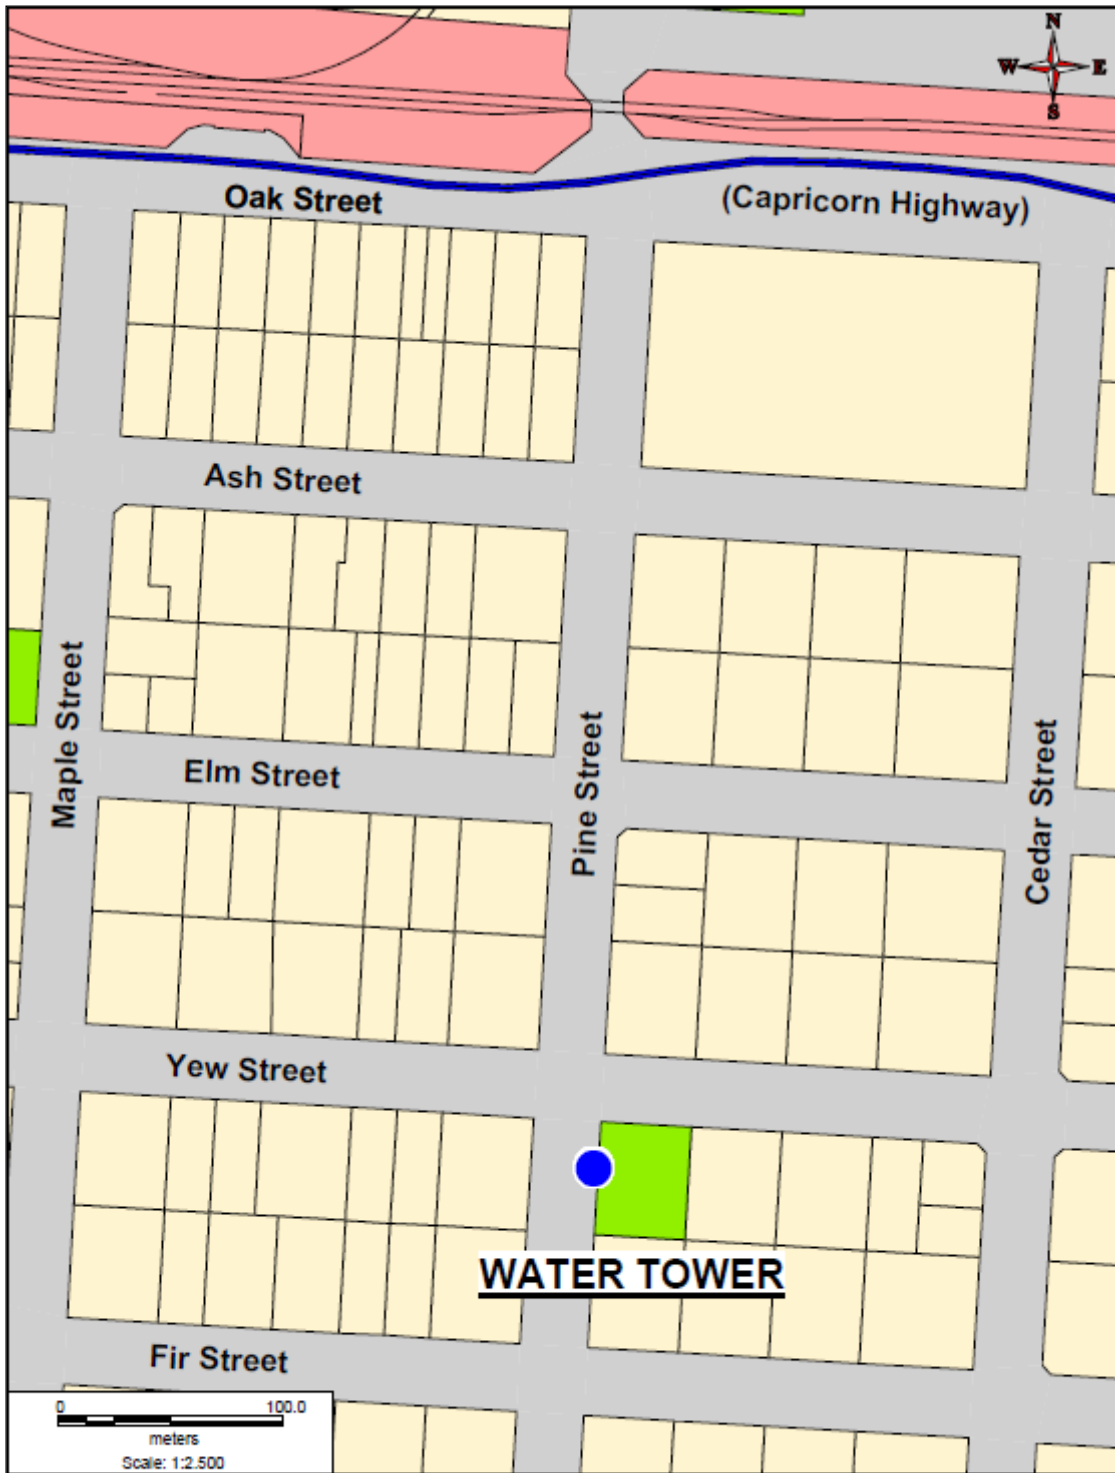 N
W E
S
Oak Street
(Capricorn Highway)
Ash Street
Maple Street
Elm Street
Pine Street
Cedar Street
Yew Street
WATER TOWER
Fir Street
0 100.0
meters
Scale: 1:2.500